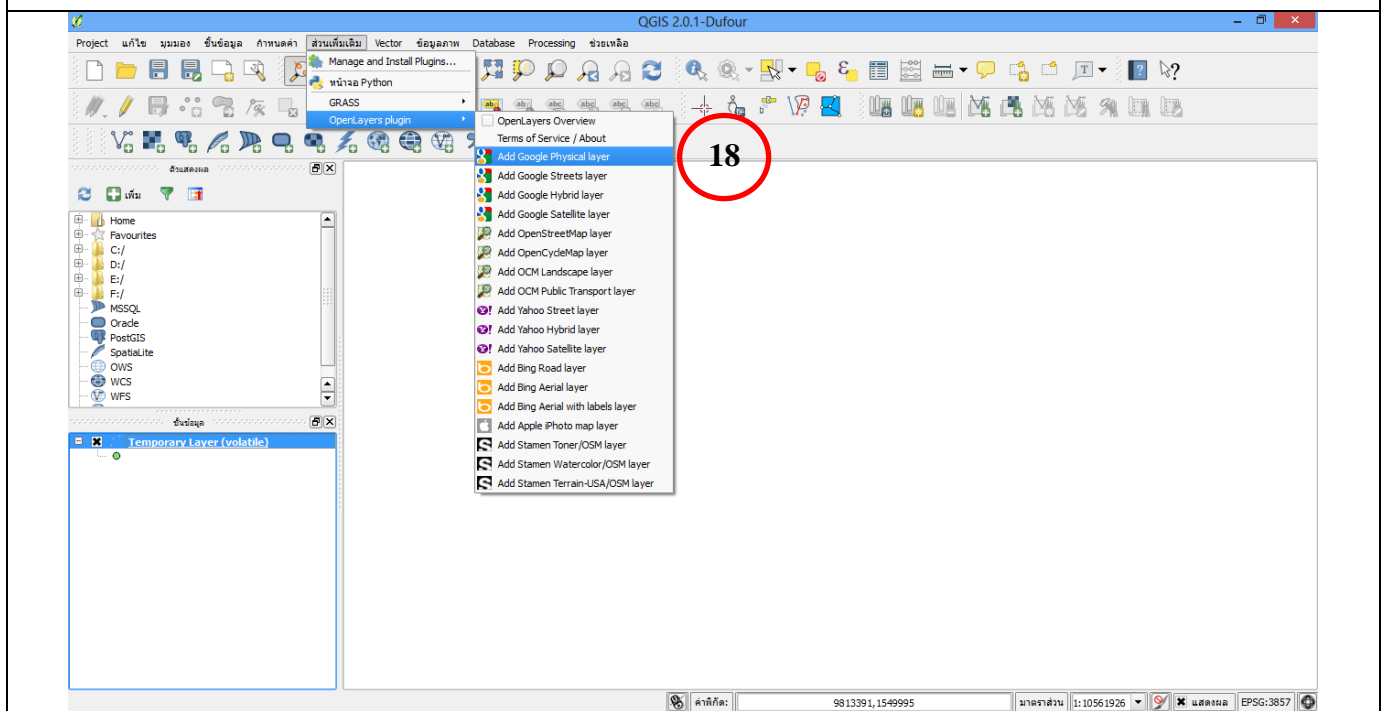 QGIS 2.0.1-Dufour
Project แก้ไข มุมมอง ชั้นข้อมูล กำหนดค่า ส่วนเพิ่มเติม Vector ข้อมูลภาพ Database Processing ช่วยเหลือ
Manage and Install Plugins...
หน้าจอ Python
GRASS
OpenLayers plugin
OpenLayers Overview
Terms of Service / About
Add Google Physical layer
18
Add Google Streets layer
Add Google Hybrid layer
Add Google Satellite layer
Add OpenStreetMap layer
Add OpenCycleMap layer
Add OCM Landscape layer
Add OCM Public Transport layer
Add Yahoo Street layer
Add Yahoo Hybrid layer
Add Yahoo Satellite layer
Add Bing Road layer
Add Bing Aerial layer
Add Bing Aerial with labels layer
Add Apple iPhoto map layer
Add Stamen Toner/OSM layer
Add Stamen Watercolor/OSM layer
Add Stamen Terrain-USA/OSM layer
ตัวแสดงผล
เพิ่ม
Home
Favourites
C:/
D:/
E:/
F:/
MSSQL
Oracle
PostGIS
SpatiaLite
OWS
WCS
WFS
ชั้นข้อมูล
Temporary Layer (volatile)
ค่าพิกัด: 9813391,1549995 มาตราส่วน 1:10561926 แสดงผล EPSG:3857